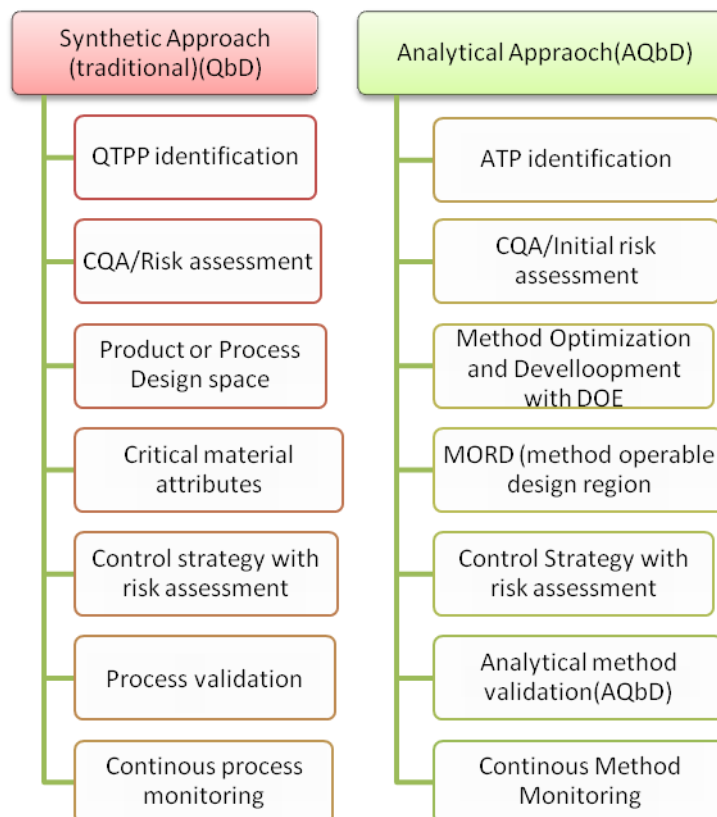 Synthetic Approach
(traditional)(QbD)
QTPP identification
CQA/Risk assessment
Product or Process
Design space
Critical material
attributes
Control strategy with
risk assessment
Process validation
Continous process
monitoring
Analytical Appraoch(AQbD)
ATP identification
CQA/Initial risk
assessment
Method Optimization
and Develloopment
with DOE
MORD (method operable
design region
Control Strategy with
risk assessment
Analytical method
validation(AQbD)
Continous Method
Monitoring